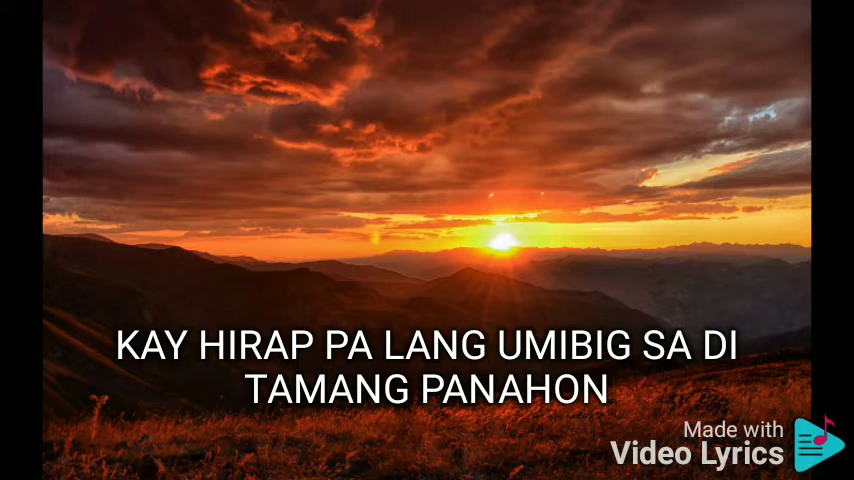 KAY HIRAP PA LANG UMIBIG SA DI
TAMANG PANAHON
Made with
Video Lyrics